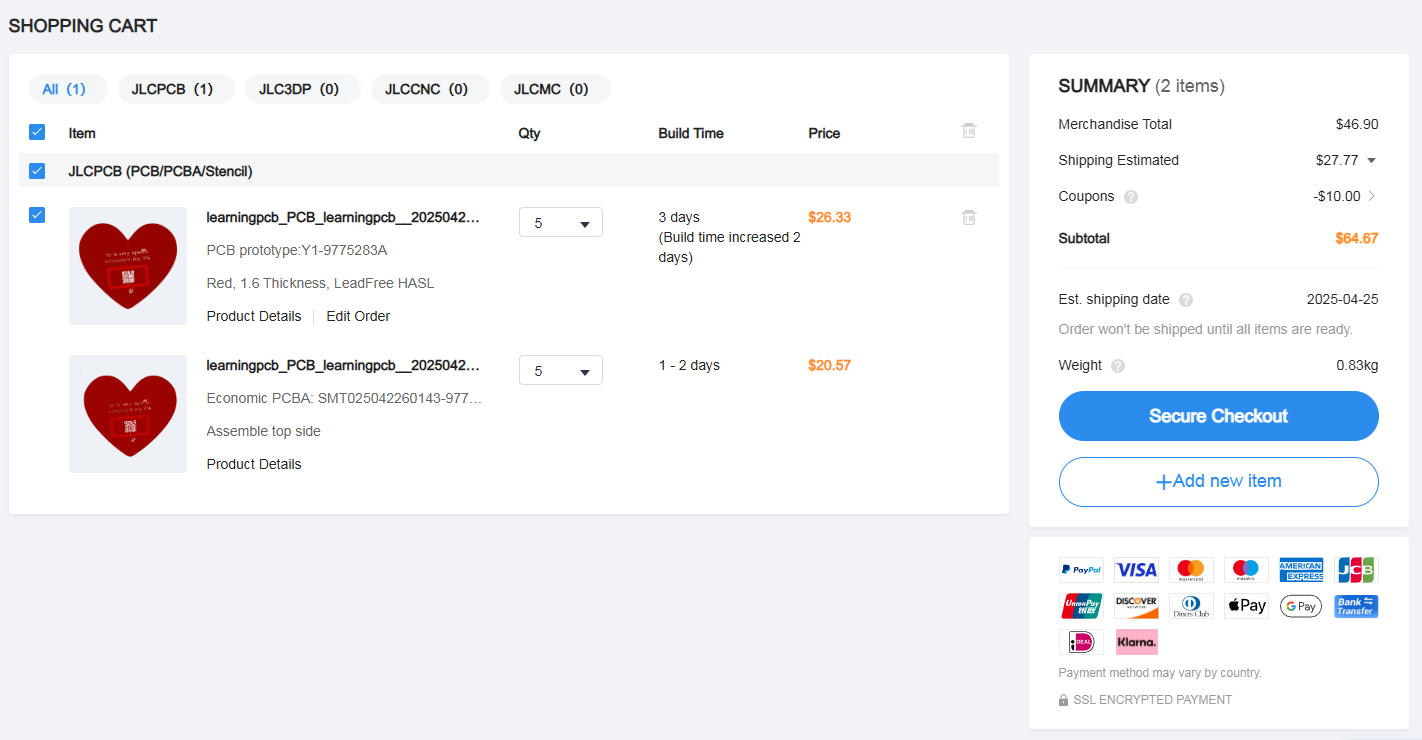 SHOPPING CART
All (1)
JLCPCB (1)
JLC3DP (0)
JLCCNC (0)
JLCMC (0)
Item
Qty
Build Time
Price
JLCPCB (PCB/PCBA/Stencil)
learningpcb_PCB_learningpcb__2025042...
PCB prototype:Y1-9775283A
Red, 1.6 Thickness, LeadFree HASL
Product Details
Edit Order
5
3 days
(Build time increased 2
days)
$26.33
learningpcb_PCB_learningpcb__2025042...
Economic PCBA: SMT025042260143-977...
Assemble top side
Product Details
5
1 - 2 days
$20.57
SUMMARY (2 items)
Merchandise Total $46.90
Shipping Estimated $27.77
Coupons ? -$10.00
Subtotal $64.67
Est. shipping date ? 2025-04-25
Order won't be shipped until all items are ready.
Weight ? 0.83kg
Secure Checkout
+Add new item
PayPal
VISA
mastercard
maestro
AMERICAN EXPRESS
JCB
UnionPay 银联
DISCOVER NETWORK
Diners Club
Pay
G Pay
Bank Transfer
iDEAL
Klarna.
Payment method may vary by country.
SSL ENCRYPTED PAYMENT